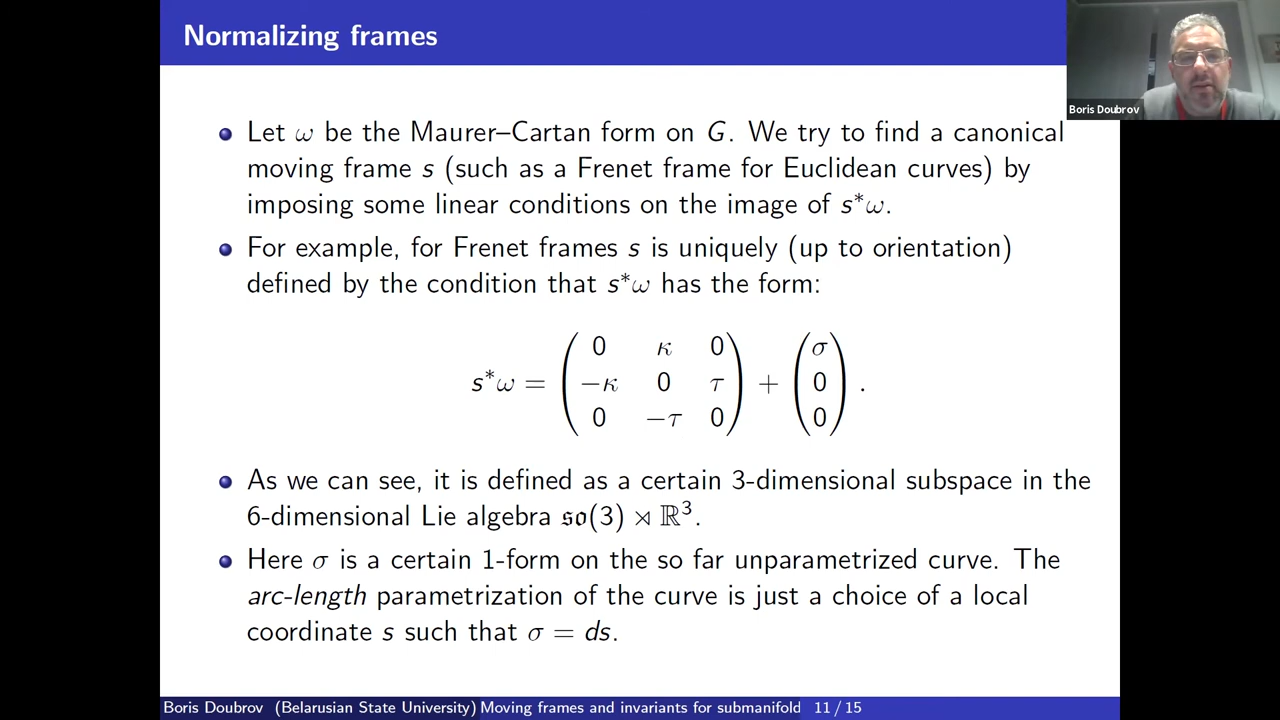 Normalizing frames
Boris Doubrov
Let ω be the Maurer–Cartan form on G. We try to find a canonical
moving frame s (such as a Frenet frame for Euclidean curves) by
imposing some linear conditions on the image of s*ω.
For example, for Frenet frames s is uniquely (up to orientation)
defined by the condition that s*ω has the form:
s*ω = ( 0 κ 0 ; −κ 0 τ ; 0 −τ 0 ) + ( σ ; 0 ; 0 ) .
As we can see, it is defined as a certain 3-dimensional subspace in the
6-dimensional Lie algebra 𝔰𝔬(3) ⋊ ℝ³.
Here σ is a certain 1-form on the so far unparametrized curve. The
arc-length parametrization of the curve is just a choice of a local
coordinate s such that σ = ds.
Boris Doubrov (Belarusian State University) Moving frames and invariants for submanifold 11 / 15